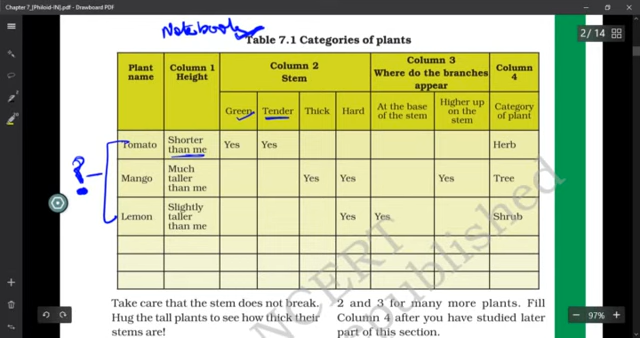 Chapter 7_(Philoid-IN).pdf - Drawboard PDF
2/14
Notebook
Table 7.1 Categories of plants
Plant name | Column 1 Height | Column 2 Stem | Column 3 Where do the branches appear | Column 4
Green | Tender | Thick | Hard | At the base of the stem | Higher up on the stem | Category of plant
Tomato | Shorter than me | Yes | Yes | Herb
Mango | Much taller than me | Yes | Yes | Yes | Tree
Lemon | Slightly taller than me | Yes | Yes | Shrub
?
NCERT
republished
Take care that the stem does not break.
Hug the tall plants to see how thick their
stems are!
2 and 3 for many more plants. Fill
Column 4 after you have studied later
part of this section.
97%